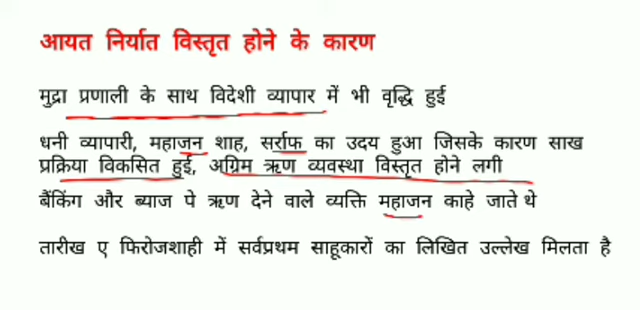 आयत निर्यात विस्तृत होने के कारण
मुद्रा प्रणाली के साथ विदेशी व्यापार में भी वृद्धि हुई
धनी व्यापारी, महाजन शाह, सर्राफ का उदय हुआ जिसके कारण साख
प्रक्रिया विकसित हुई, अग्रिम ऋण व्यवस्था विस्तृत होने लगी
बैंकिंग और ब्याज पे ऋण देने वाले व्यक्ति महाजन काहे जाते थे
तारीख ए फिरोजशाही में सर्वप्रथम साहूकारों का लिखित उल्लेख मिलता है